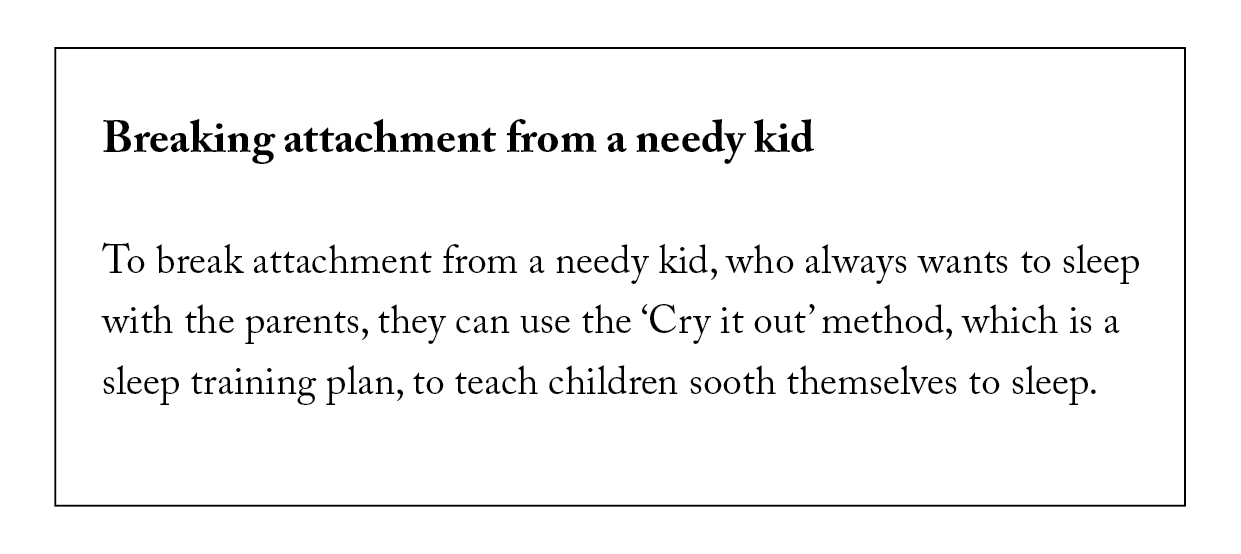 Breaking attachment from a needy kid
To break attachment from a needy kid, who always wants to sleep
with the parents, they can use the ‘Cry it out’ method, which is a
sleep training plan, to teach children sooth themselves to sleep.